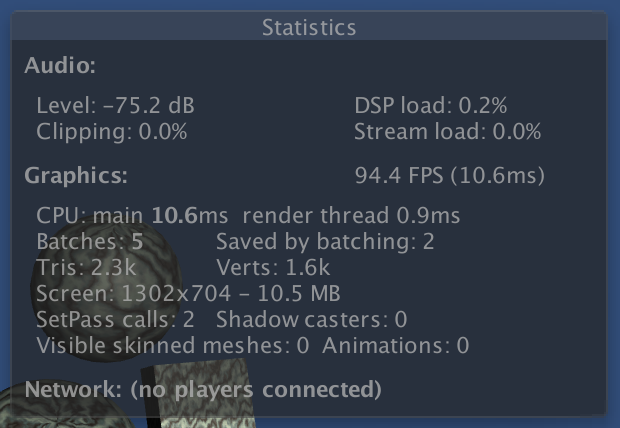 Statistics
Audio:
Level: -75.2 dB DSP load: 0.2%
Clipping: 0.0% Stream load: 0.0%
Graphics: 94.4 FPS (10.6ms)
CPU: main 10.6ms render thread 0.9ms
Batches: 5 Saved by batching: 2
Tris: 2.3k Verts: 1.6k
Screen: 1302x704 - 10.5 MB
SetPass calls: 2 Shadow casters: 0
Visible skinned meshes: 0 Animations: 0
Network: (no players connected)